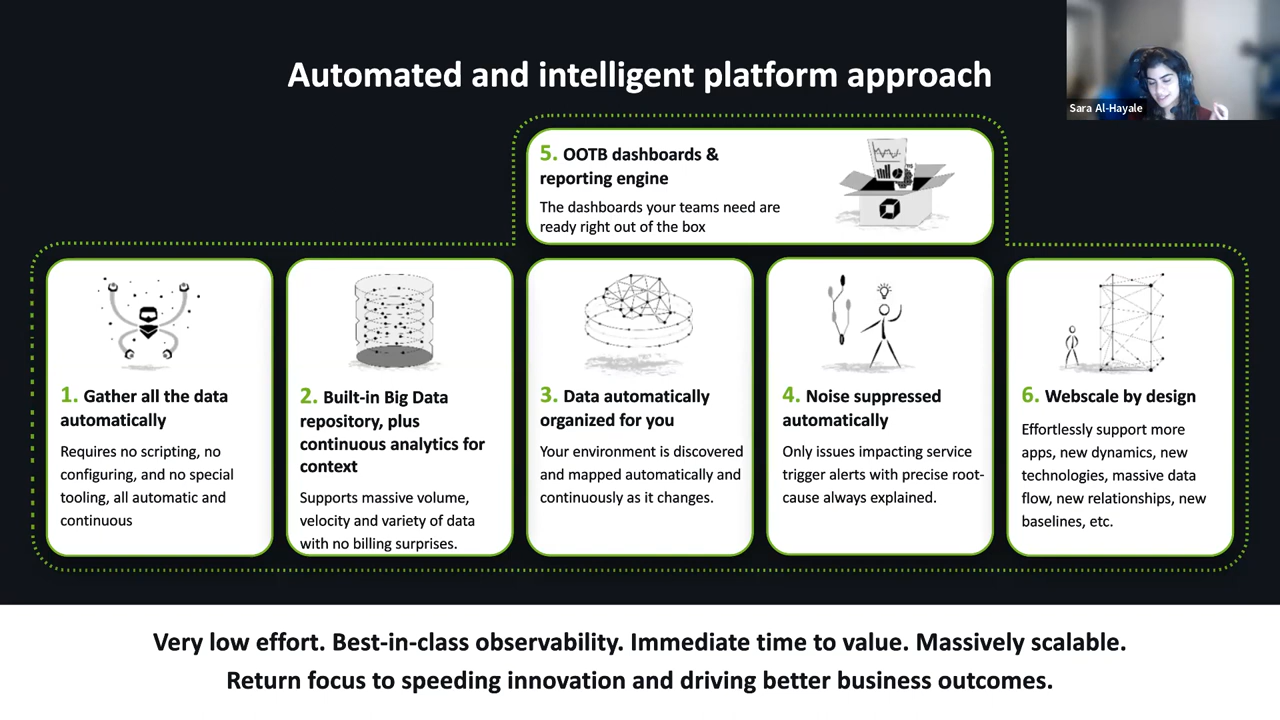 Automated and intelligent platform approach
Sara Al-Hayale
5. OOTB dashboards &
reporting engine
The dashboards your teams need are
ready right out of the box
1. Gather all the data
automatically
Requires no scripting, no
configuring, and no special
tooling, all automatic and
continuous
2. Built-in Big Data
repository, plus
continuous analytics for
context
Supports massive volume,
velocity and variety of data
with no billing surprises.
3. Data automatically
organized for you
Your environment is discovered
and mapped automatically and
continuously as it changes.
4. Noise suppressed
automatically
Only issues impacting service
trigger alerts with precise root-
cause always explained.
6. Webscale by design
Effortlessly support more
apps, new dynamics, new
technologies, massive data
flow, new relationships, new
baselines, etc.
Very low effort. Best-in-class observability. Immediate time to value. Massively scalable.
Return focus to speeding innovation and driving better business outcomes.